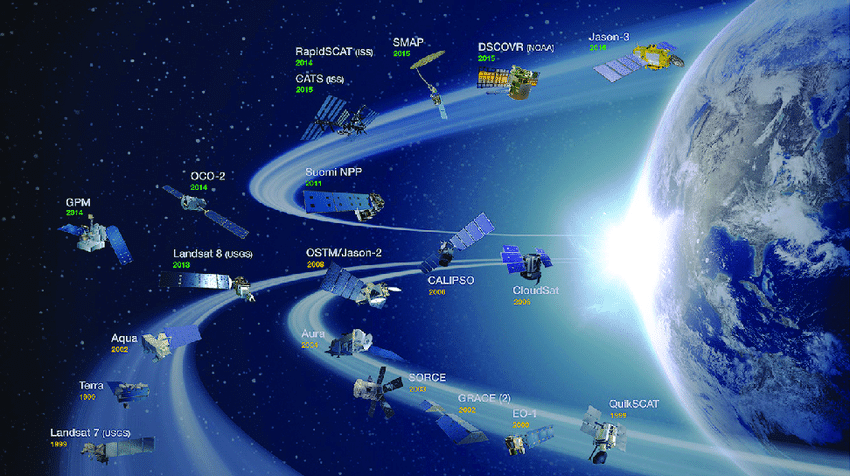 Jason-3
2016
SMAP
2015
DSCOVR (NOAA)
2015
RapidSCAT (ISS)
2014
CATS (ISS)
2015
Suomi NPP
2011
OCO-2
2014
GPM
2014
Landsat 8 (USGS)
2013
OSTM/Jason-2
2008
CALIPSO
2006
CloudSat
2006
Aqua
2002
Aura
2004
Terra
1999
SORCE
2003
GRACE (2)
2002
EO-1
2000
QuikSCAT
1999
Landsat 7 (USGS)
1999